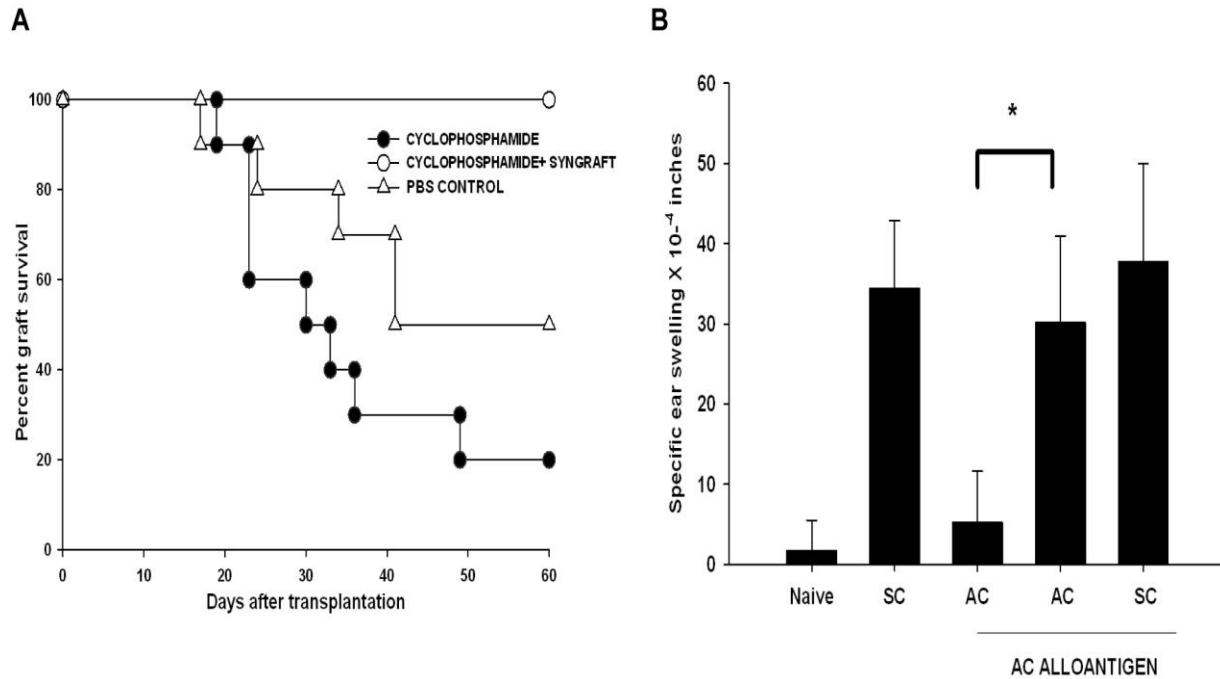 A
100
80
60
40
20
0
Percent graft survival
0 10 20 30 40 50 60
Days after transplantation
CYCLOPHOSPHAMIDE
CYCLOPHOSPHAMIDE+ SYNGRAFT
PBS CONTROL
B
60
50
40
30
20
10
0
Specific ear swelling X 10-⁴ inches
*
Naive SC AC AC SC
AC ALLOANTIGEN